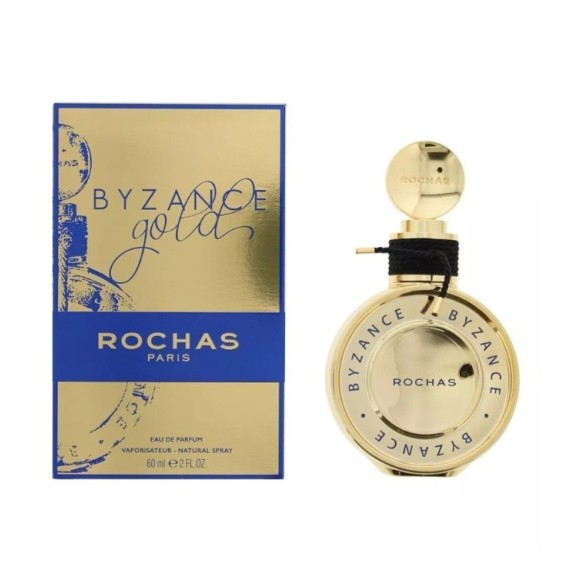 CHAS
BYZANCE
gold
ROCHAS
PARIS
EAU DE PARFUM
VAPORISATEUR - NATURAL SPRAY
60 ml ℮ 2 FL.OZ.
ROCHAS
BYZANCE · BYZANCE · BYZANCE ·
ROCHAS